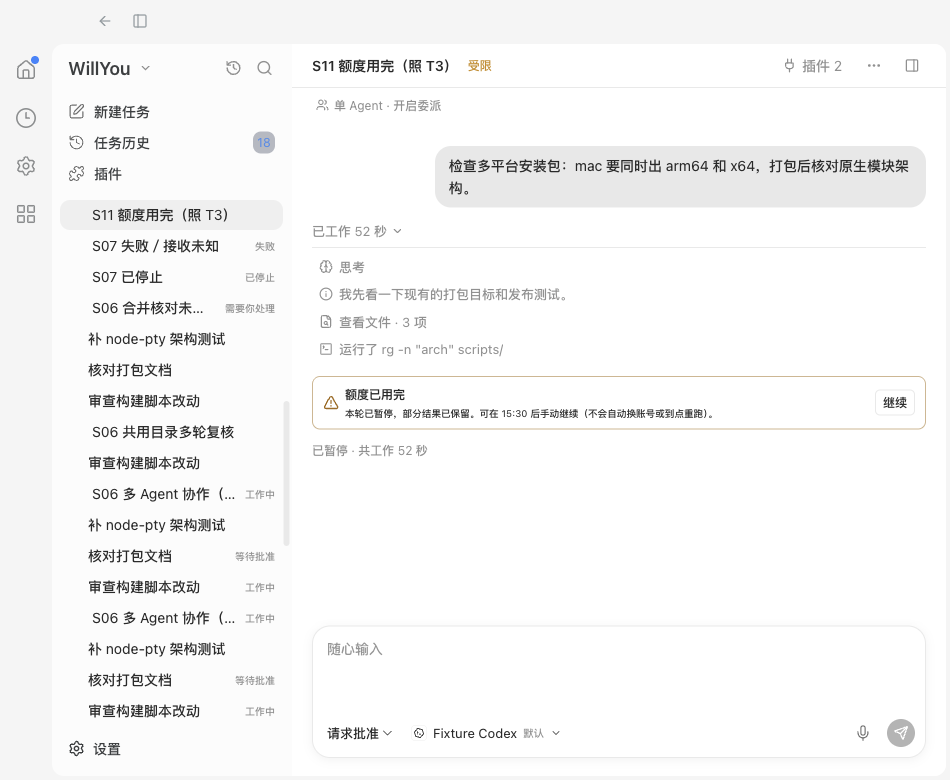 WillYou
新建任务
任务历史 18
插件
S11 额度用完（照 T3）
S07 失败 / 接收未知 失败
S07 已停止 已停止
S06 合并核对未... 需要你处理
补 node-pty 架构测试
核对打包文档
审查构建脚本改动
S06 共用目录多轮复核
审查构建脚本改动
S06 多 Agent 协作（... 工作中
补 node-pty 架构测试
核对打包文档 等待批准
审查构建脚本改动 工作中
S06 多 Agent 协作（... 工作中
补 node-pty 架构测试
核对打包文档 等待批准
审查构建脚本改动 工作中
设置
S11 额度用完（照 T3） 受限 插件 2
单 Agent · 开启委派
检查多平台安装包：mac 要同时出 arm64 和 x64，打包后核对原生模块架
构。
已工作 52 秒
思考
我先看一下现有的打包目标和发布测试。
查看文件 · 3 项
运行了 rg -n "arch" scripts/
额度已用完
本轮已暂停，部分结果已保留。可在 15:30 后手动继续（不会自动换账号或到点重跑）。
继续
已暂停 · 共工作 52 秒
随心输入
请求批准 Fixture Codex 默认